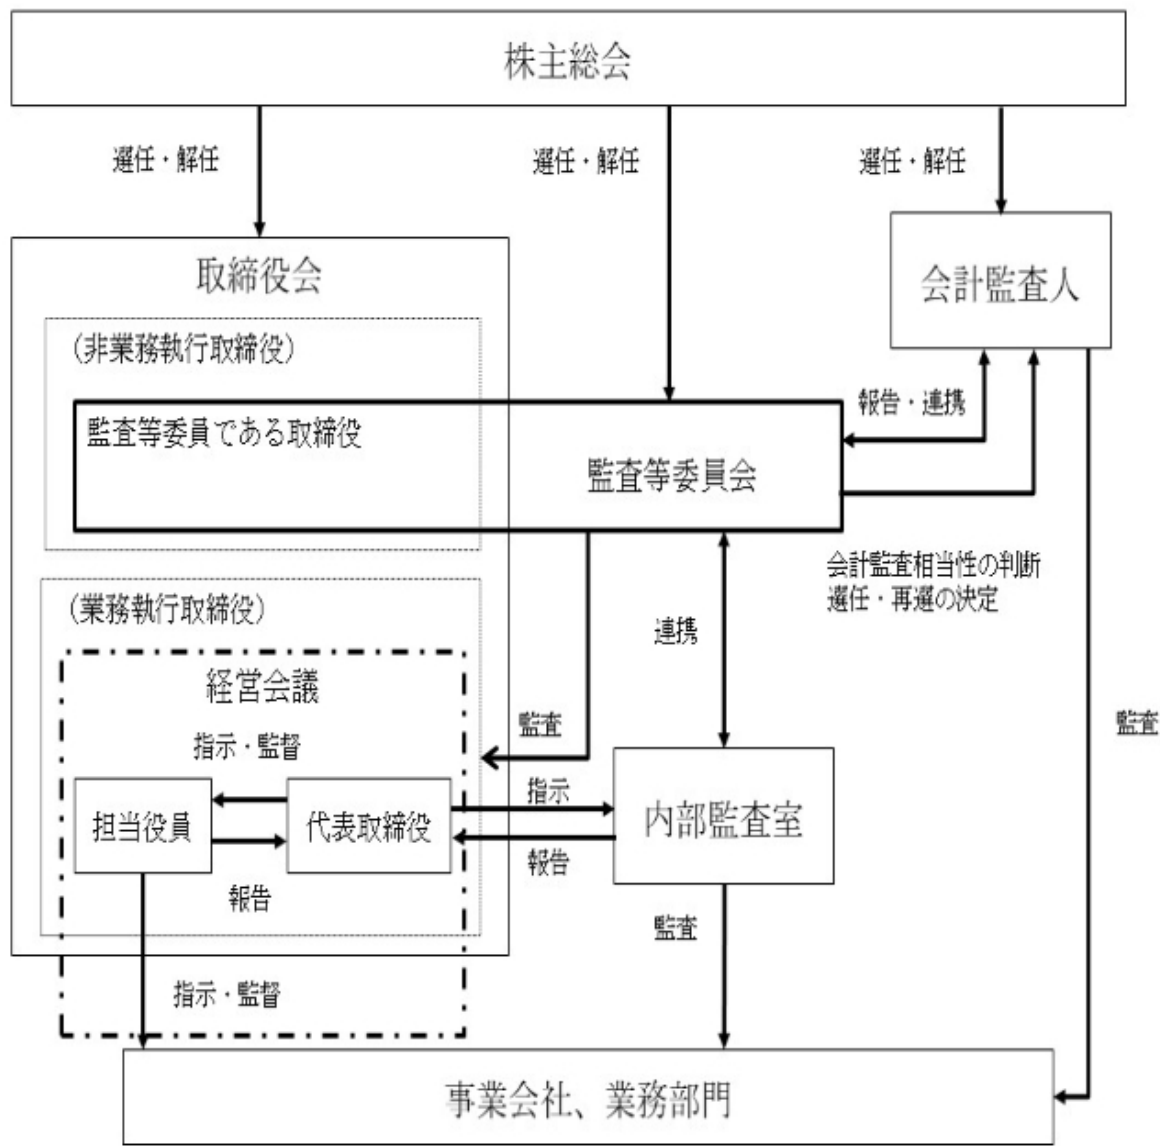 株主総会
選任・解任
選任・解任
選任・解任
取締役会
会計監査人
(非業務執行取締役)
監査等委員である取締役
監査等委員会
報告・連携
会計監査相当性の判断
選任・再選の決定
(業務執行取締役)
連携
経営会議
監査
監査
指示・監督
担当役員
代表取締役
指示
内部監査室
報告
報告
監査
指示・監督
事業会社、業務部門